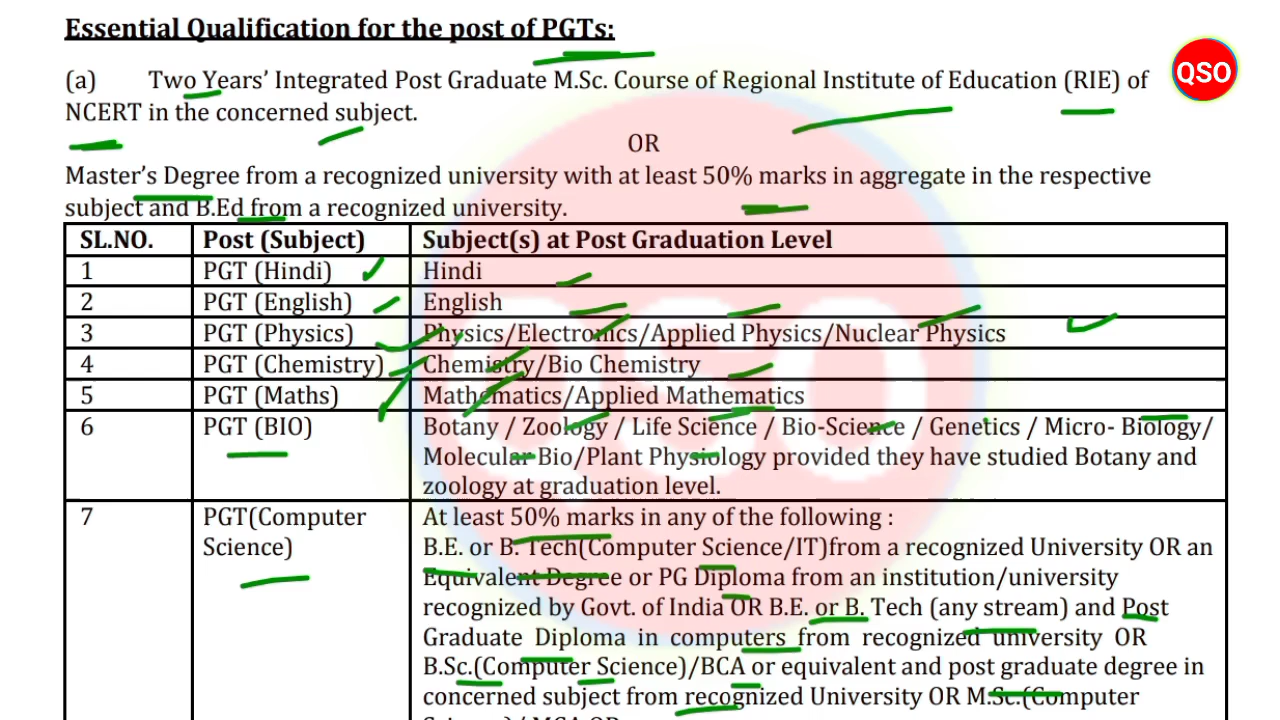 Essential Qualification for the post of PGTs:
QSO
(a) Two Years' Integrated Post Graduate M.Sc. Course of Regional Institute of Education (RIE) of
NCERT in the concerned subject.
OR
Master's Degree from a recognized university with at least 50% marks in aggregate in the respective
subject and B.Ed from a recognized university.
SL.NO. Post (Subject) Subject(s) at Post Graduation Level
1 PGT (Hindi) Hindi
2 PGT (English) English
3 PGT (Physics) Physics/Electronics/Applied Physics/Nuclear Physics
4 PGT (Chemistry) Chemistry/Bio Chemistry
5 PGT (Maths) Mathematics/Applied Mathematics
6 PGT (BIO) Botany / Zoology / Life Science / Bio-Science / Genetics / Micro- Biology/
Molecular Bio/Plant Physiology provided they have studied Botany and
zoology at graduation level.
7 PGT(Computer At least 50% marks in any of the following :
Science) B.E. or B. Tech(Computer Science/IT)from a recognized University OR an
Equivalent Degree or PG Diploma from an institution/university
recognized by Govt. of India OR B.E. or B. Tech (any stream) and Post
Graduate Diploma in computers from recognized university OR
B.Sc.(Computer Science)/BCA or equivalent and post graduate degree in
concerned subject from recognized University OR M.Sc.(Computer
QSO